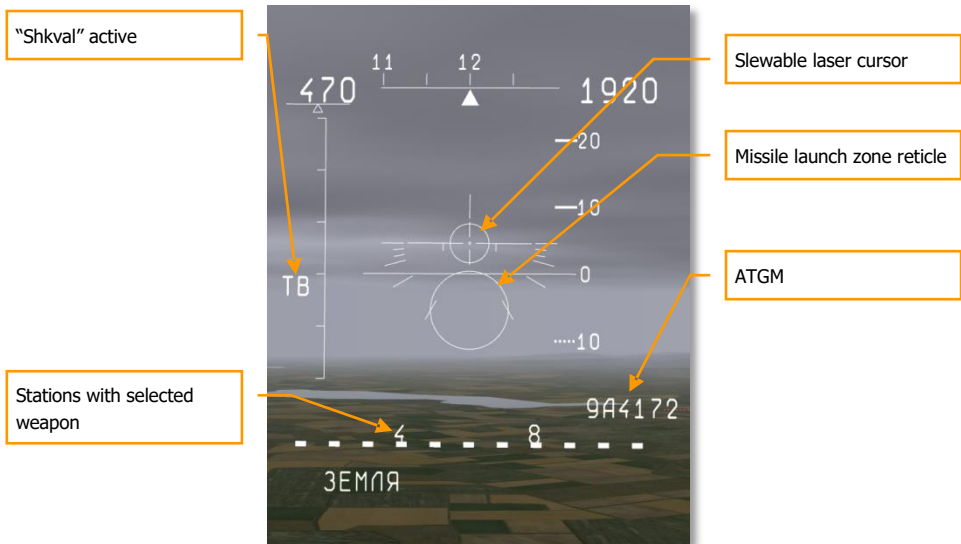 “Shkval” active
Slewable laser cursor
Missile launch zone reticle
ATGM
Stations with selected
weapon
11 12
470 1920
20
10
0
ТВ
10
9А4172
4 8
ЗЕМЛЯ